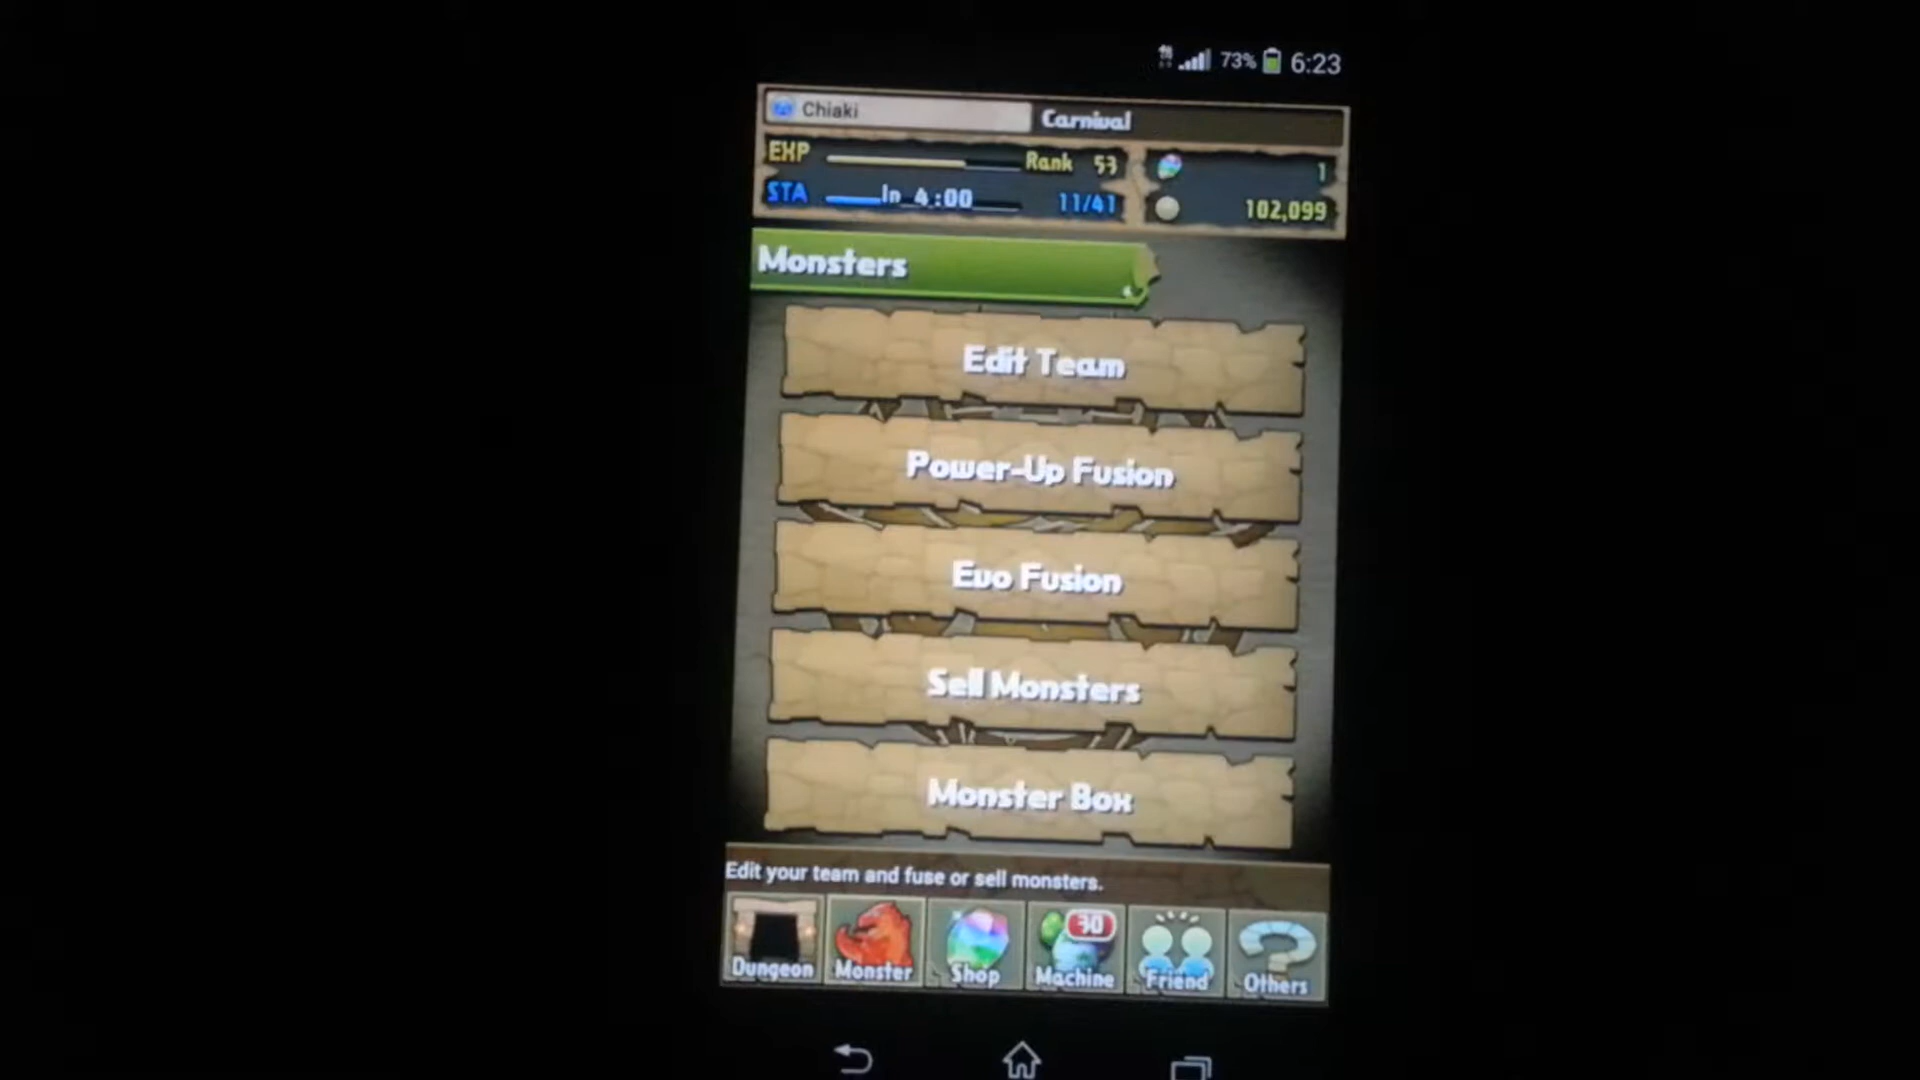 73% 6:23
Chiaki
Carnival
EXP Rank 53
1
STA In 4:00 11/41
102,099
Monsters
Edit Team
Power-Up Fusion
Evo Fusion
Sell Monsters
Monster Box
Edit your team and fuse or sell monsters.
30
Dungeon Monster Shop Machine Friend Others